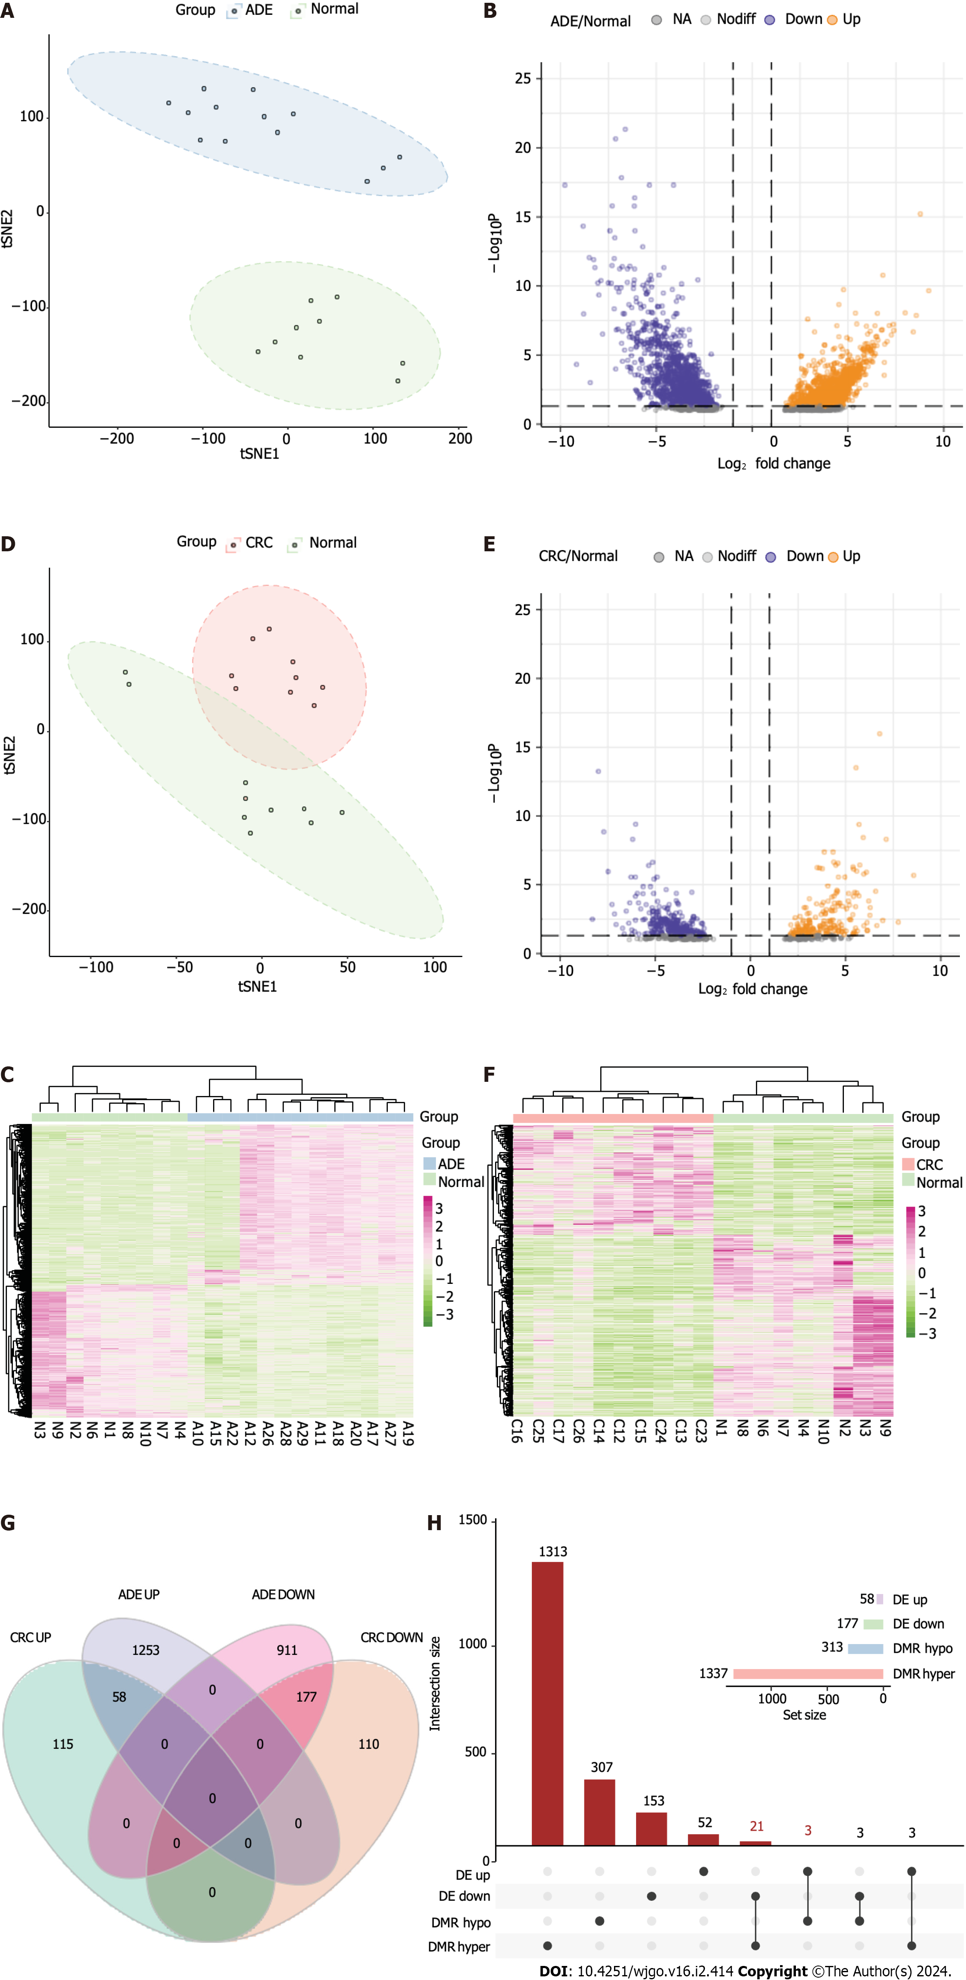 A
Group ADE Normal
tSNE2
100
0
−100
−200
−200 −100 0 100 200
tSNE1
B
ADE/Normal NA Nodiff Down Up
−Log10P
25
20
15
10
5
0
−10 −5 0 5 10
Log2 fold change
D
Group CRC Normal
tSNE2
100
0
−100
−200
−100 −50 0 50 100
tSNE1
E
CRC/Normal NA Nodiff Down Up
−Log10P
25
20
15
10
5
0
−10 −5 0 5 10
Log2 fold change
C
Group
Group
ADE
Normal
3
2
1
0
−1
−2
−3
N3 N9 N2 N6 N1 N8 N10 N7 N4 A10 A15 A22 A12 A26 A28 A29 A11 A18 A20 A17 A27 A19
F
Group
Group
CRC
Normal
3
2
1
0
−1
−2
−3
C16 C25 C17 C26 C14 C12 C15 C24 C13 C23 N1 N8 N6 N7 N4 N10 N2 N3 N9
G
ADE UP ADE DOWN
CRC UP CRC DOWN
1253 911
58 0 177
115 0 0 110
0
0 0
0 0
0
H
Intersection size
1500
1000
500
0
1313
307
153
52
21
3
3
3
58 DE up
177 DE down
313 DMR hypo
1337 DMR hyper
1000 500 0
Set size
DE up
DE down
DMR hypo
DMR hyper
DOI: 10.4251/wjgo.v16.i2.414 Copyright ©The Author(s) 2024.